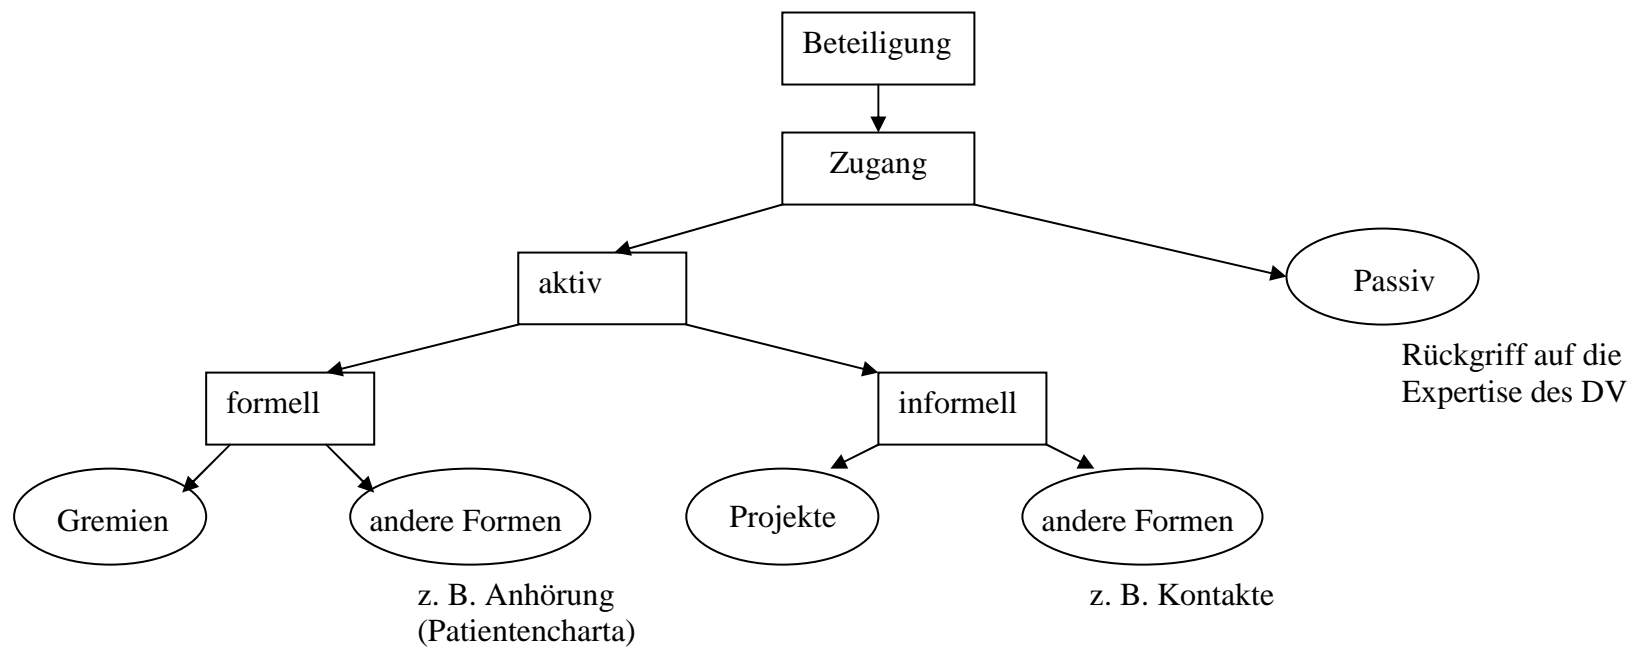 Beteiligung
Zugang
aktiv
Passiv
Rückgriff auf die
Expertise des DV
formell
informell
Gremien
andere Formen
Projekte
andere Formen
z. B. Anhörung
(Patientencharta)
z. B. Kontakte